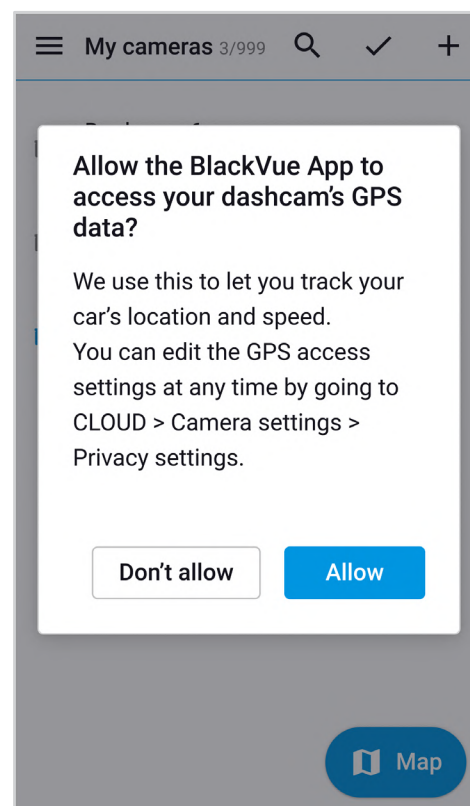 My cameras 3/999
Allow the BlackVue App to
access your dashcam’s GPS
data?
We use this to let you track your
car’s location and speed.
You can edit the GPS access
settings at any time by going to
CLOUD > Camera settings >
Privacy settings.
Don’t allow
Allow
Map